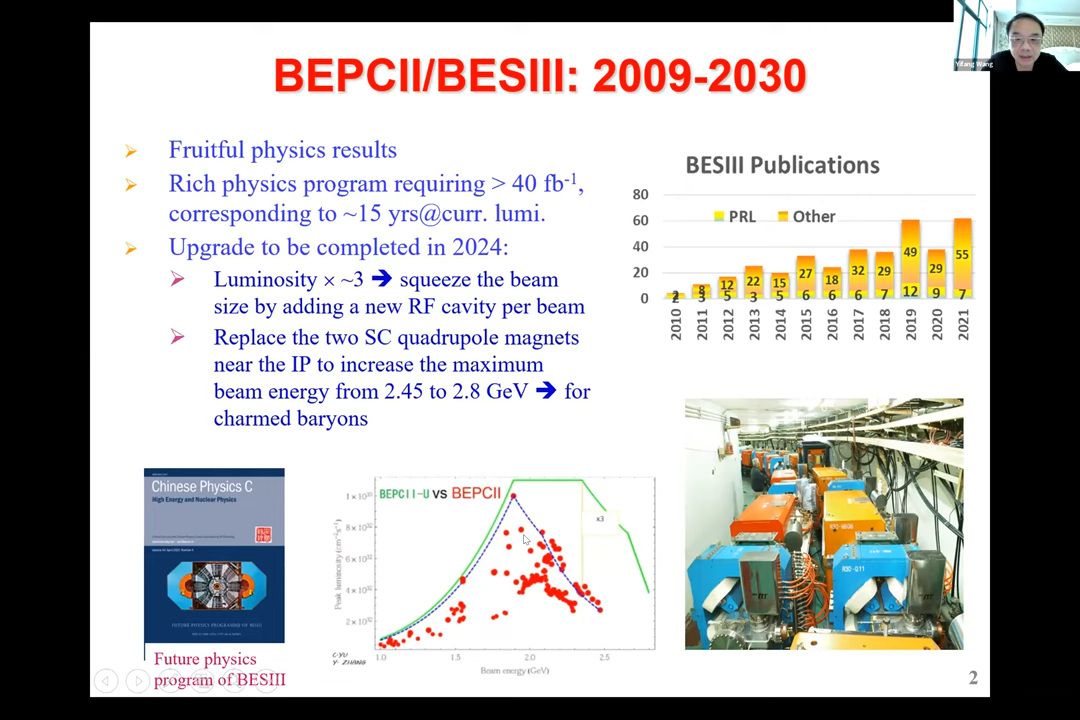 Yifang Wang
BEPCII/BESIII: 2009-2030
Fruitful physics results
Rich physics program requiring > 40 fb⁻¹,
corresponding to ~15 yrs@curr. lumi.
Upgrade to be completed in 2024:
Luminosity × ~3 ➔ squeeze the beam
size by adding a new RF cavity per beam
Replace the two SC quadrupole magnets
near the IP to increase the maximum
beam energy from 2.45 to 2.8 GeV ➔ for
charmed baryons
BESIII Publications
80
60
40
20
0
PRL Other
2 8 12 22 15 27 18 32 29 49 29 55
2 3 5 3 5 6 6 6 7 12 9 7
2010 2011 2012 2013 2014 2015 2016 2017 2018 2019 2020 2021
Chinese Physics C
High Energy and Nuclear Physics
FUTURE PHYSICS PROGRAMME OF BESIII
Future physics
program of BESIII
BEPCII-U VS BEPCII
x3
Peak luminosity (cm⁻²s⁻¹)
8×10³²
6×10³²
4×10³²
2×10³²
1.0 1.5 2.0 2.5
Beam energy (GeV)
C.YU
Y. ZHANG
2